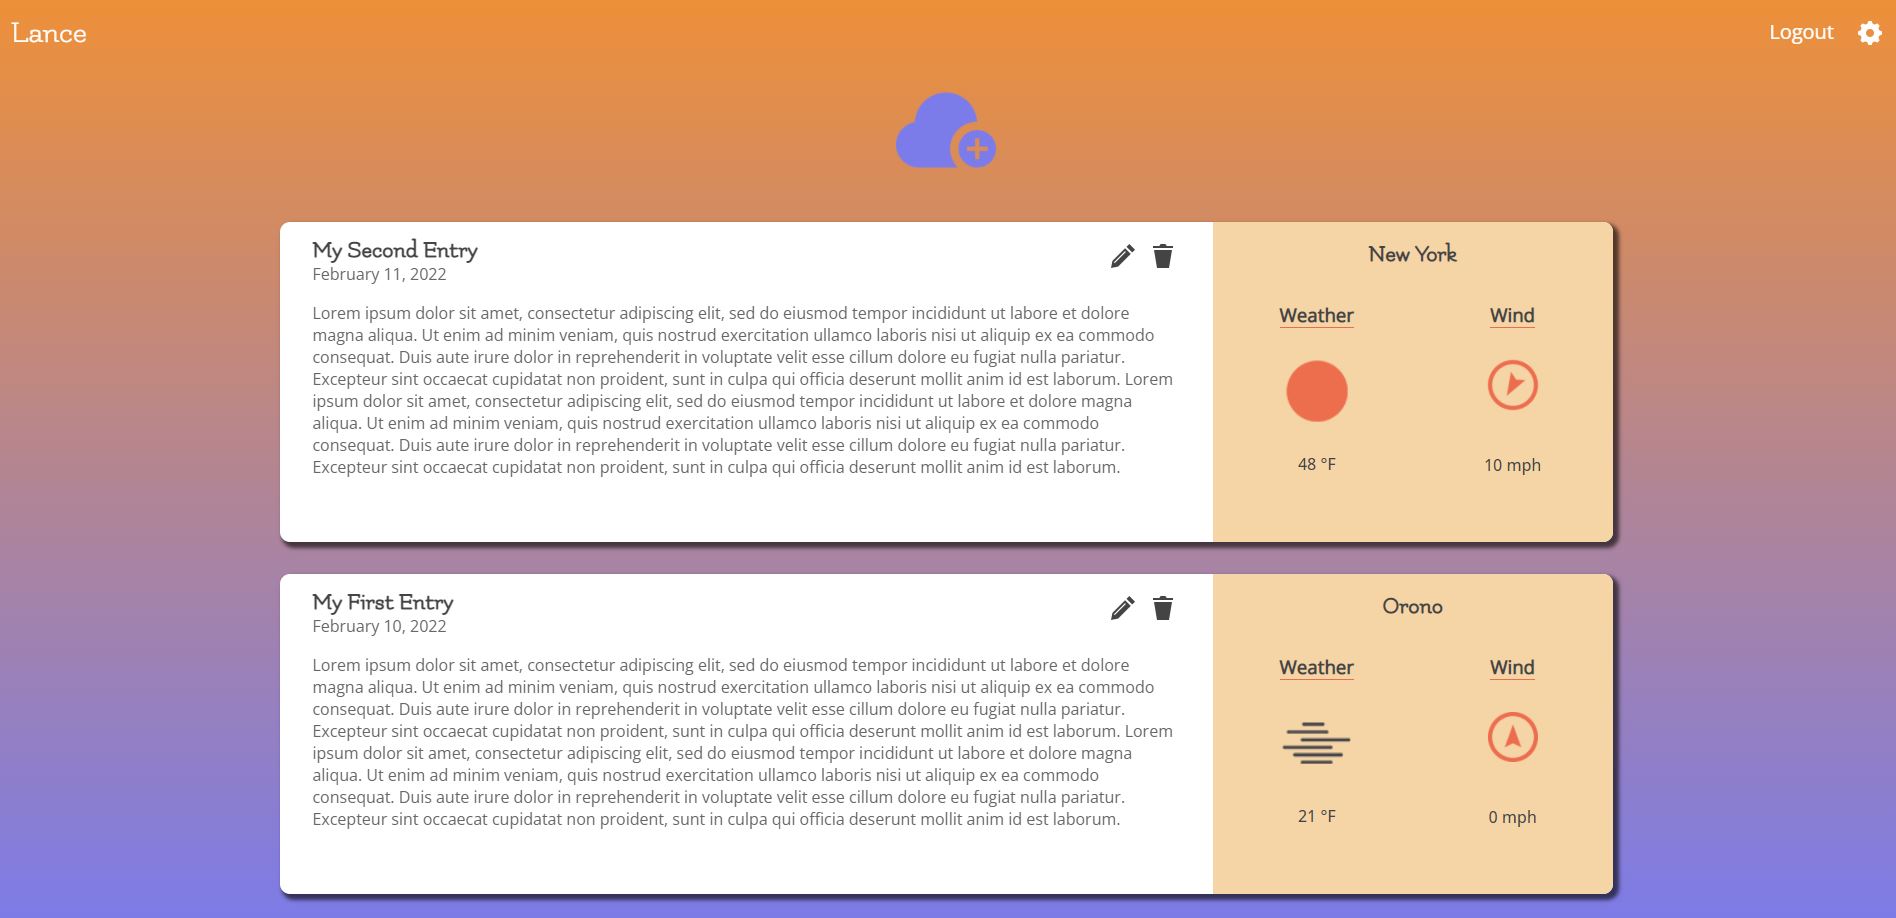 Lance
Logout
My Second Entry
February 11, 2022
Lorem ipsum dolor sit amet, consectetur adipiscing elit, sed do eiusmod tempor incididunt ut labore et dolore
magna aliqua. Ut enim ad minim veniam, quis nostrud exercitation ullamco laboris nisi ut aliquip ex ea commodo
consequat. Duis aute irure dolor in reprehenderit in voluptate velit esse cillum dolore eu fugiat nulla pariatur.
Excepteur sint occaecat cupidatat non proident, sunt in culpa qui officia deserunt mollit anim id est laborum. Lorem
ipsum dolor sit amet, consectetur adipiscing elit, sed do eiusmod tempor incididunt ut labore et dolore magna
aliqua. Ut enim ad minim veniam, quis nostrud exercitation ullamco laboris nisi ut aliquip ex ea commodo
consequat. Duis aute irure dolor in reprehenderit in voluptate velit esse cillum dolore eu fugiat nulla pariatur.
Excepteur sint occaecat cupidatat non proident, sunt in culpa qui officia deserunt mollit anim id est laborum.
New York
Weather
Wind
48 °F
10 mph
My First Entry
February 10, 2022
Lorem ipsum dolor sit amet, consectetur adipiscing elit, sed do eiusmod tempor incididunt ut labore et dolore
magna aliqua. Ut enim ad minim veniam, quis nostrud exercitation ullamco laboris nisi ut aliquip ex ea commodo
consequat. Duis aute irure dolor in reprehenderit in voluptate velit esse cillum dolore eu fugiat nulla pariatur.
Excepteur sint occaecat cupidatat non proident, sunt in culpa qui officia deserunt mollit anim id est laborum. Lorem
ipsum dolor sit amet, consectetur adipiscing elit, sed do eiusmod tempor incididunt ut labore et dolore magna
aliqua. Ut enim ad minim veniam, quis nostrud exercitation ullamco laboris nisi ut aliquip ex ea commodo
consequat. Duis aute irure dolor in reprehenderit in voluptate velit esse cillum dolore eu fugiat nulla pariatur.
Excepteur sint occaecat cupidatat non proident, sunt in culpa qui officia deserunt mollit anim id est laborum.
Orono
Weather
Wind
21 °F
0 mph